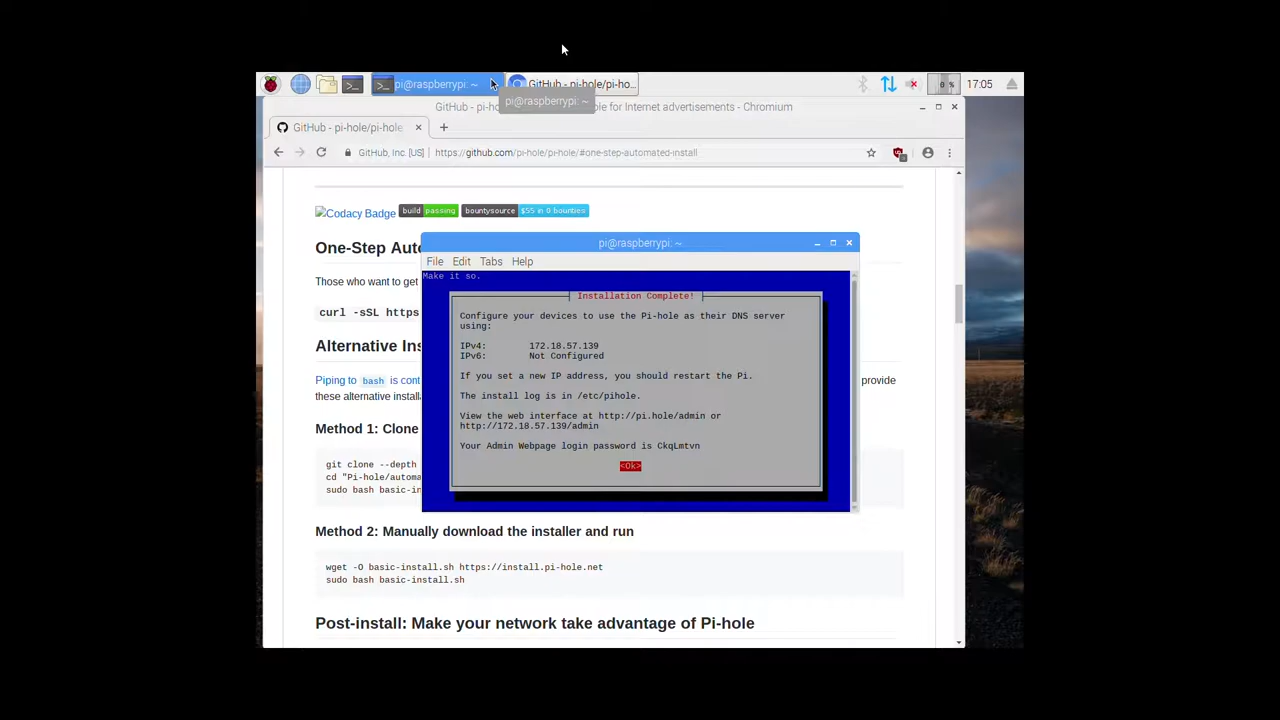 pi@raspberrypi: ~
GitHub - pi-hole/pi-ho...
0 %
17:05
pi@raspberrypi: ~
GitHub - pi-ho
le for Internet advertisements - Chromium
GitHub - pi-hole/pi-hole
GitHub, Inc. [US]
https://github.com/pi-hole/pi-hole/#one-step-automated-install
Codacy Badge
build passing
bountysource $55 in 0 bounties
One-Step Auto
Those who want to get
curl -sSL https
Alternative Ins
Piping to bash is cont
provide
these alternative install
Method 1: Clone
git clone --depth
cd "Pi-hole/automa
sudo bash basic-in
pi@raspberrypi: ~
File Edit Tabs Help
Make it so.
Installation Complete!
Configure your devices to use the Pi-hole as their DNS server
using:
IPv4: 172.18.57.139
IPv6: Not Configured
If you set a new IP address, you should restart the Pi.
The install log is in /etc/pihole.
View the web interface at http://pi.hole/admin or
http://172.18.57.139/admin
Your Admin Webpage login password is CkqLmtvn
<Ok>
Method 2: Manually download the installer and run
wget -O basic-install.sh https://install.pi-hole.net
sudo bash basic-install.sh
Post-install: Make your network take advantage of Pi-hole